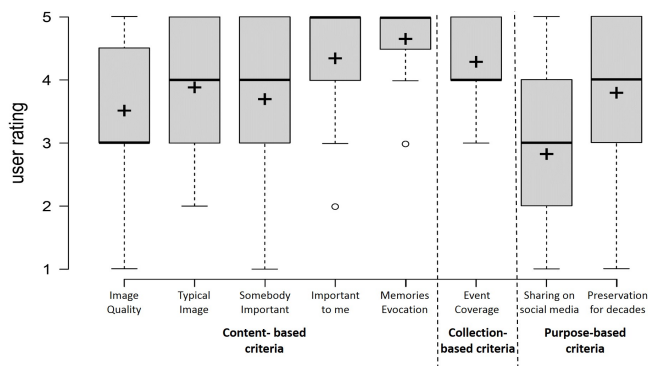 user rating
5
4
3
2
1
Image
Quality
Typical
Image
Somebody
Important
Important
to me
Memories
Evocation
Event
Coverage
Sharing on
social media
Preservation
for decades
Content- based
criteria
Collection-
based criteria
Purpose-based
criteria